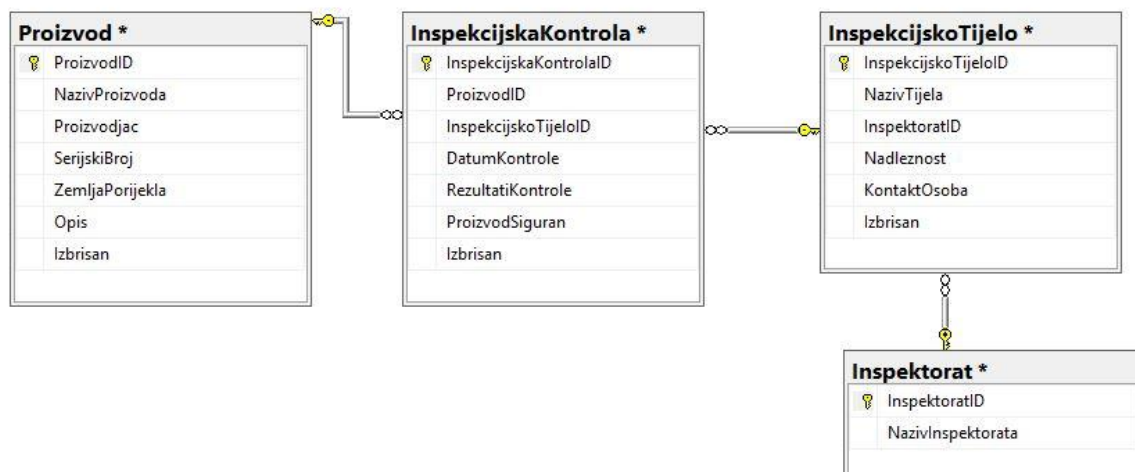 Proizvod *
ProizvodID
NazivProizvoda
Proizvodjac
SerijskiBroj
ZemljaPorijekla
Opis
Izbrisan
InspekcijskaKontrola *
InspekcijskaKontrolaID
ProizvodID
InspekcijskoTijeloID
DatumKontrole
RezultatiKontrole
ProizvodSiguran
Izbrisan
InspekcijskoTijelo *
InspekcijskoTijeloID
NazivTijela
InspektoratID
Nadleznost
KontaktOsoba
Izbrisan
Inspektorat *
InspektoratID
NazivInspektorata